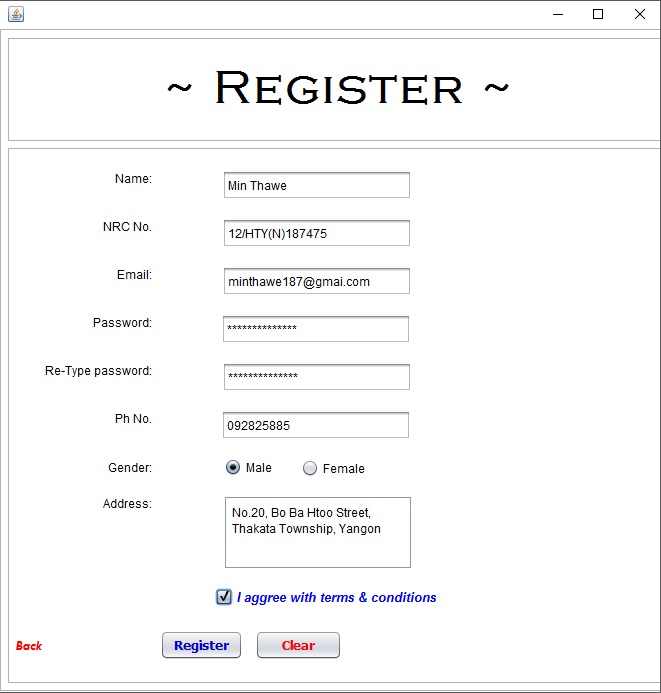 ~ Register ~
Name: Min Thawe
NRC No. 12/HTY(N)187475
Email: minthawe187@gmai.com
Password: **************
Re-Type password: **************
Ph No. 092825885
Gender: Male Female
Address: No.20, Bo Ba Htoo Street,
Thakata Township, Yangon
I aggree with terms & conditions
Back Register Clear